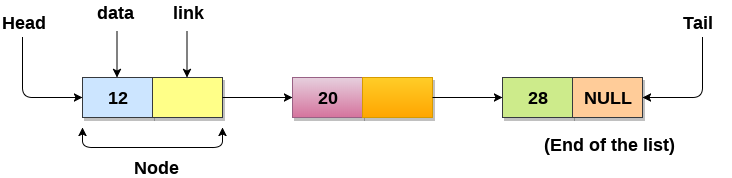 Head
data
link
Tail
12
20
28
NULL
(End of the list)
Node